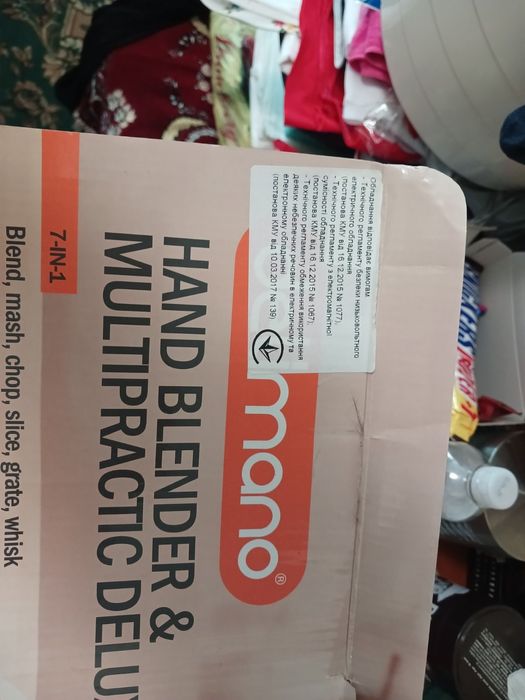 Обладнання відповідає вимогам
- Технічного регламенту безпеки низьковольтного
електричного обладнання
(постанова КМУ від 16.12.2015 № 1077);
- Технічного регламенту з електромагнітної
сумісності обладнання
(постанова КМУ від 16.12.2015 № 1067);
- Технічного регламенту обмеження використання
деяких небезпечних речовин в електричному та
електронному обладнанні
(постанова КМУ від 10.03.2017 № 139)
mano®
HAND BLENDER &
MULTIPRACTIC DELU
7-IN-1
Blend, mash, chop, slice, grate, whisk